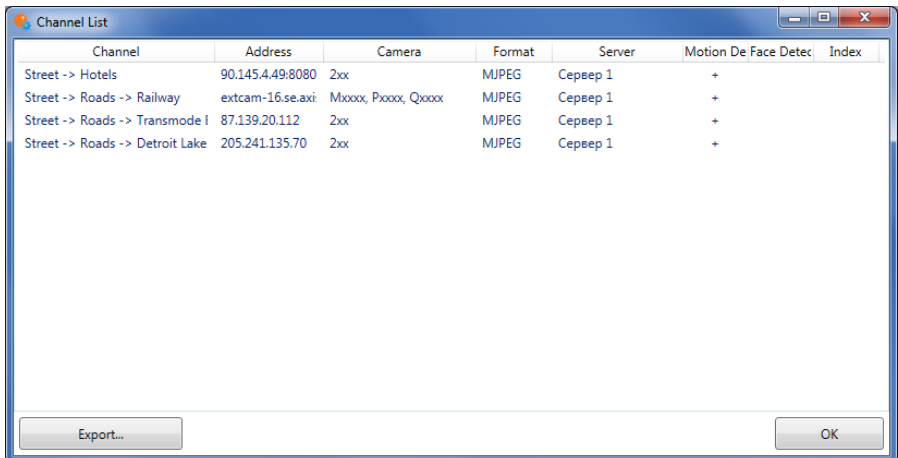 Channel List
Channel Address Camera Format Server Motion De Face Detec Index
Street -> Hotels 90.145.4.49:8080 2xx MJPEG Сервер 1 +
Street -> Roads -> Railway extcam-16.se.axi Mxxxx, Pxxxx, Qxxxx MJPEG Сервер 1 +
Street -> Roads -> Transmode 87.139.20.112 2xx MJPEG Сервер 1 +
Street -> Roads -> Detroit Lake 205.241.135.70 2xx MJPEG Сервер 1 +
Export... OK